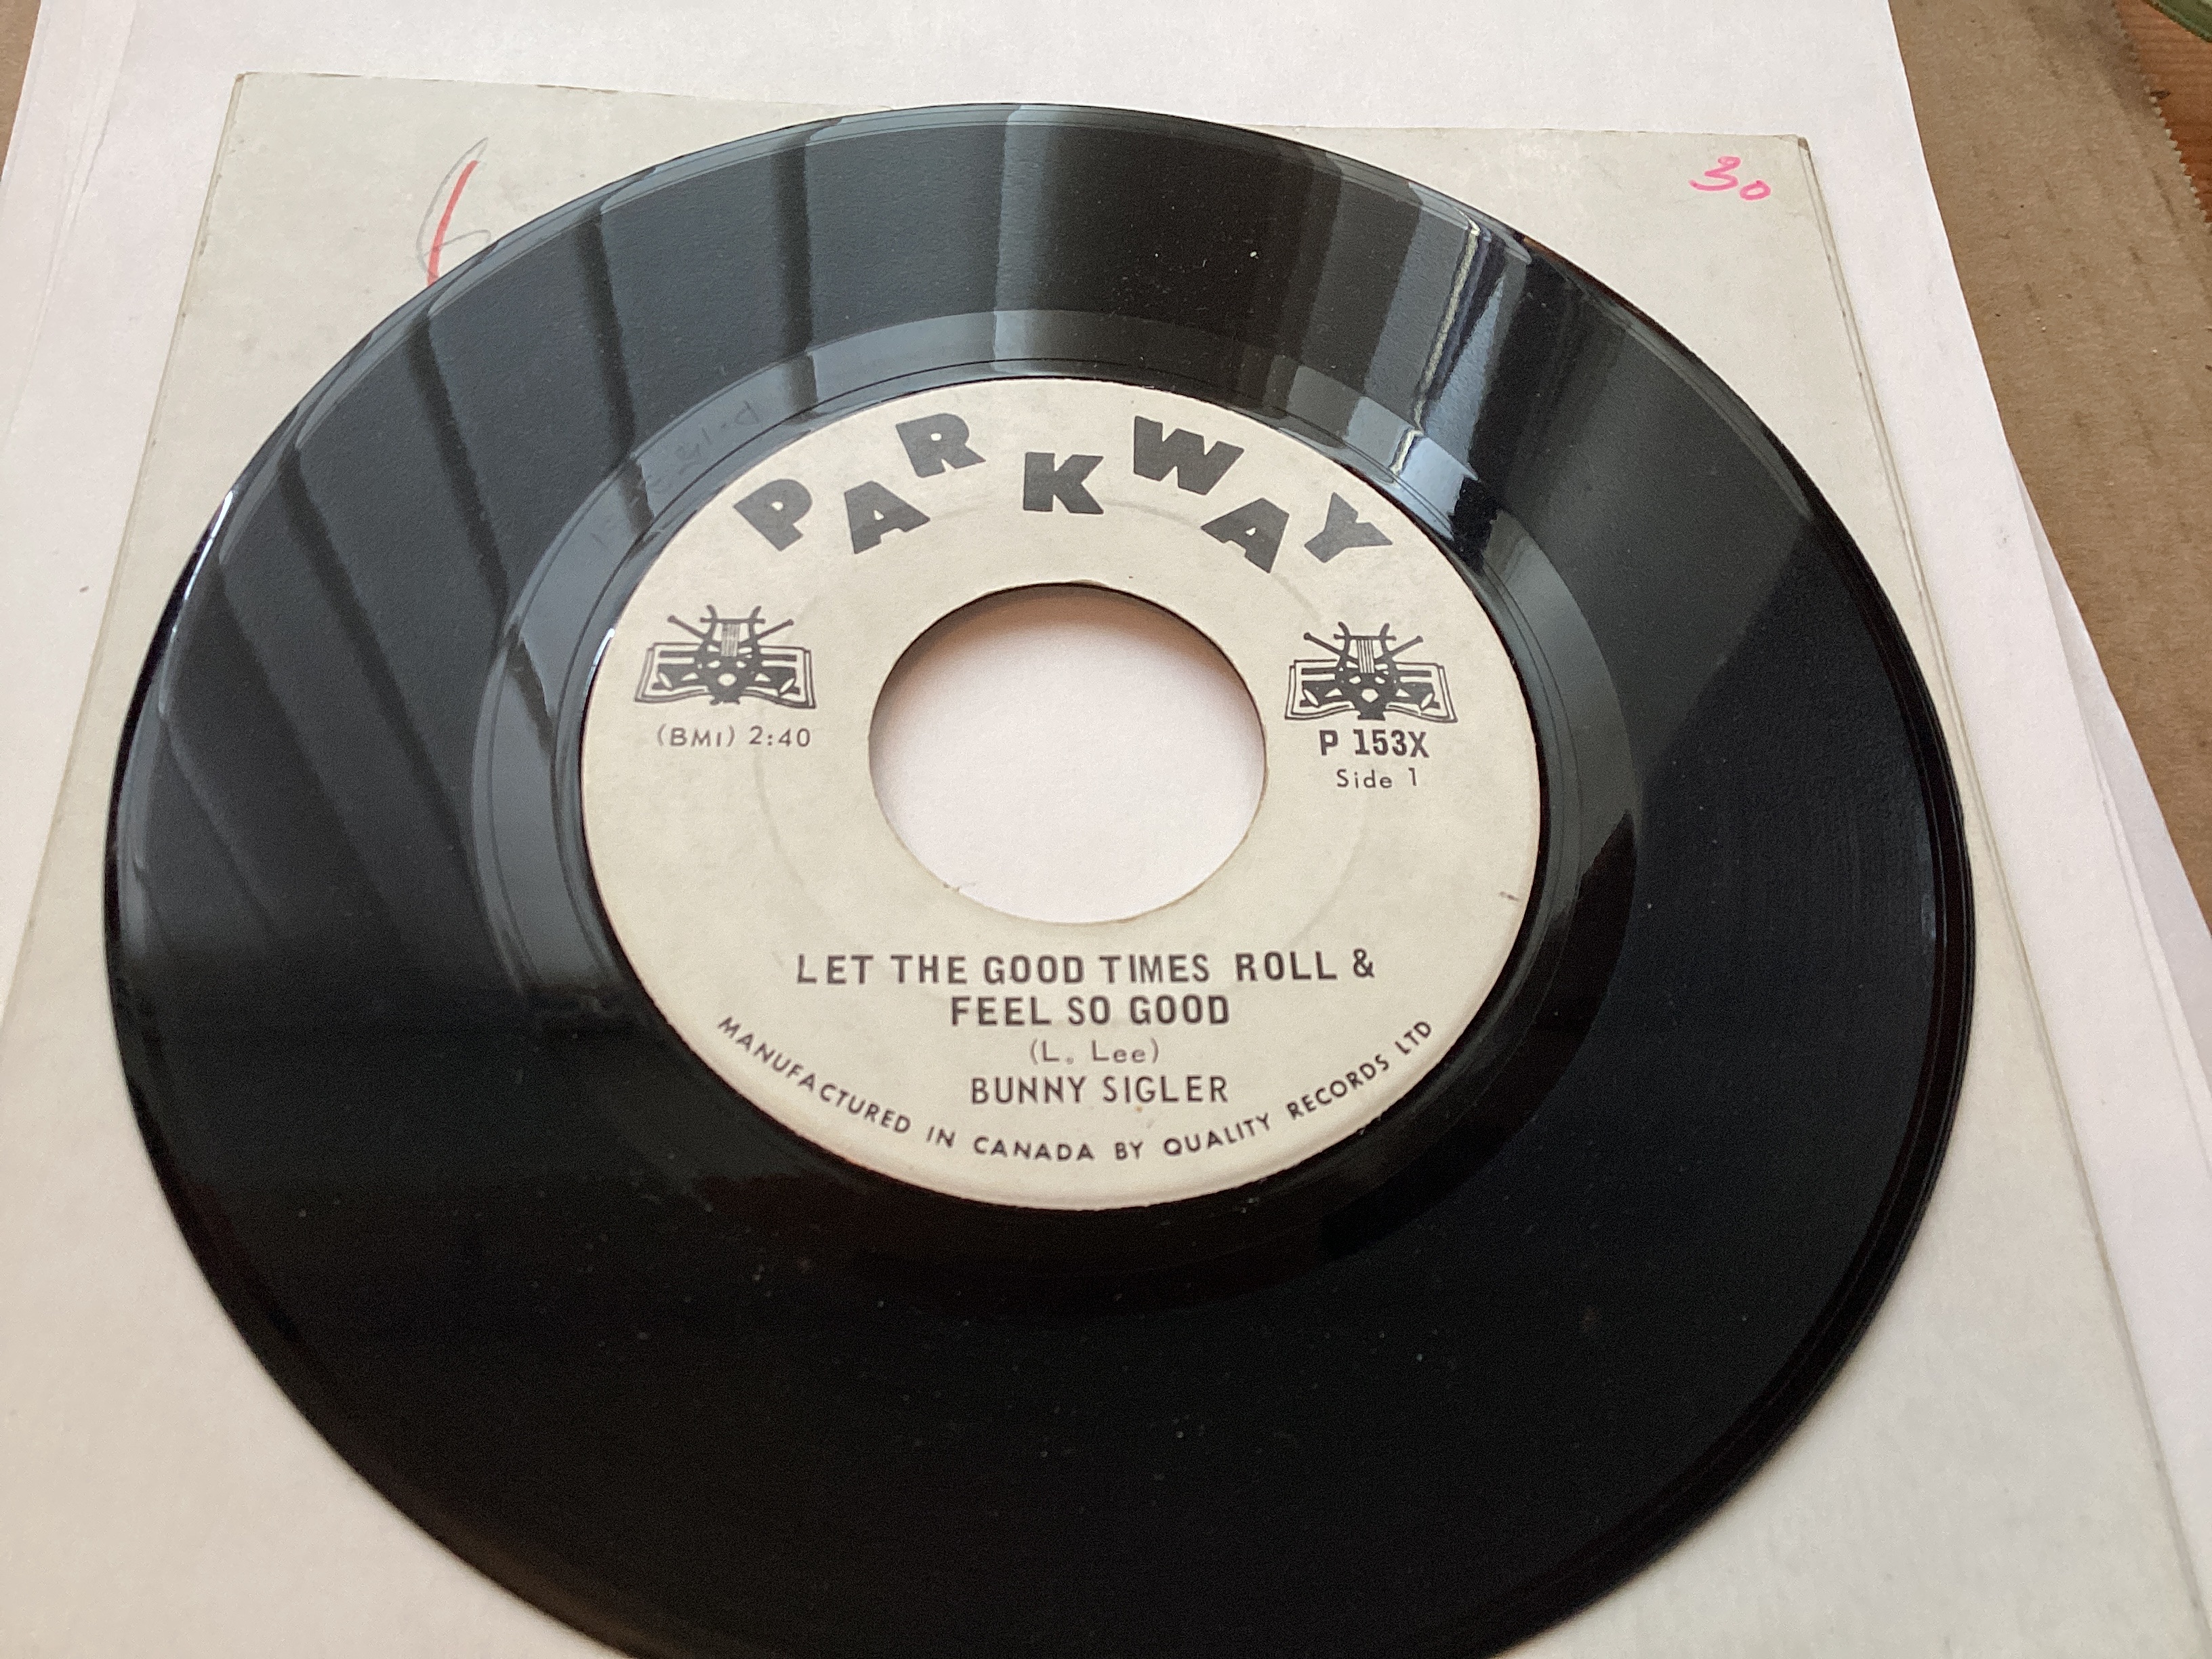 30
PARKWAY
(BMI) 2:40
P 153X
Side 1
LET THE GOOD TIMES ROLL &
FEEL SO GOOD
(L. Lee)
BUNNY SIGLER
MANUFACTURED IN CANADA BY QUALITY RECORDS LTD